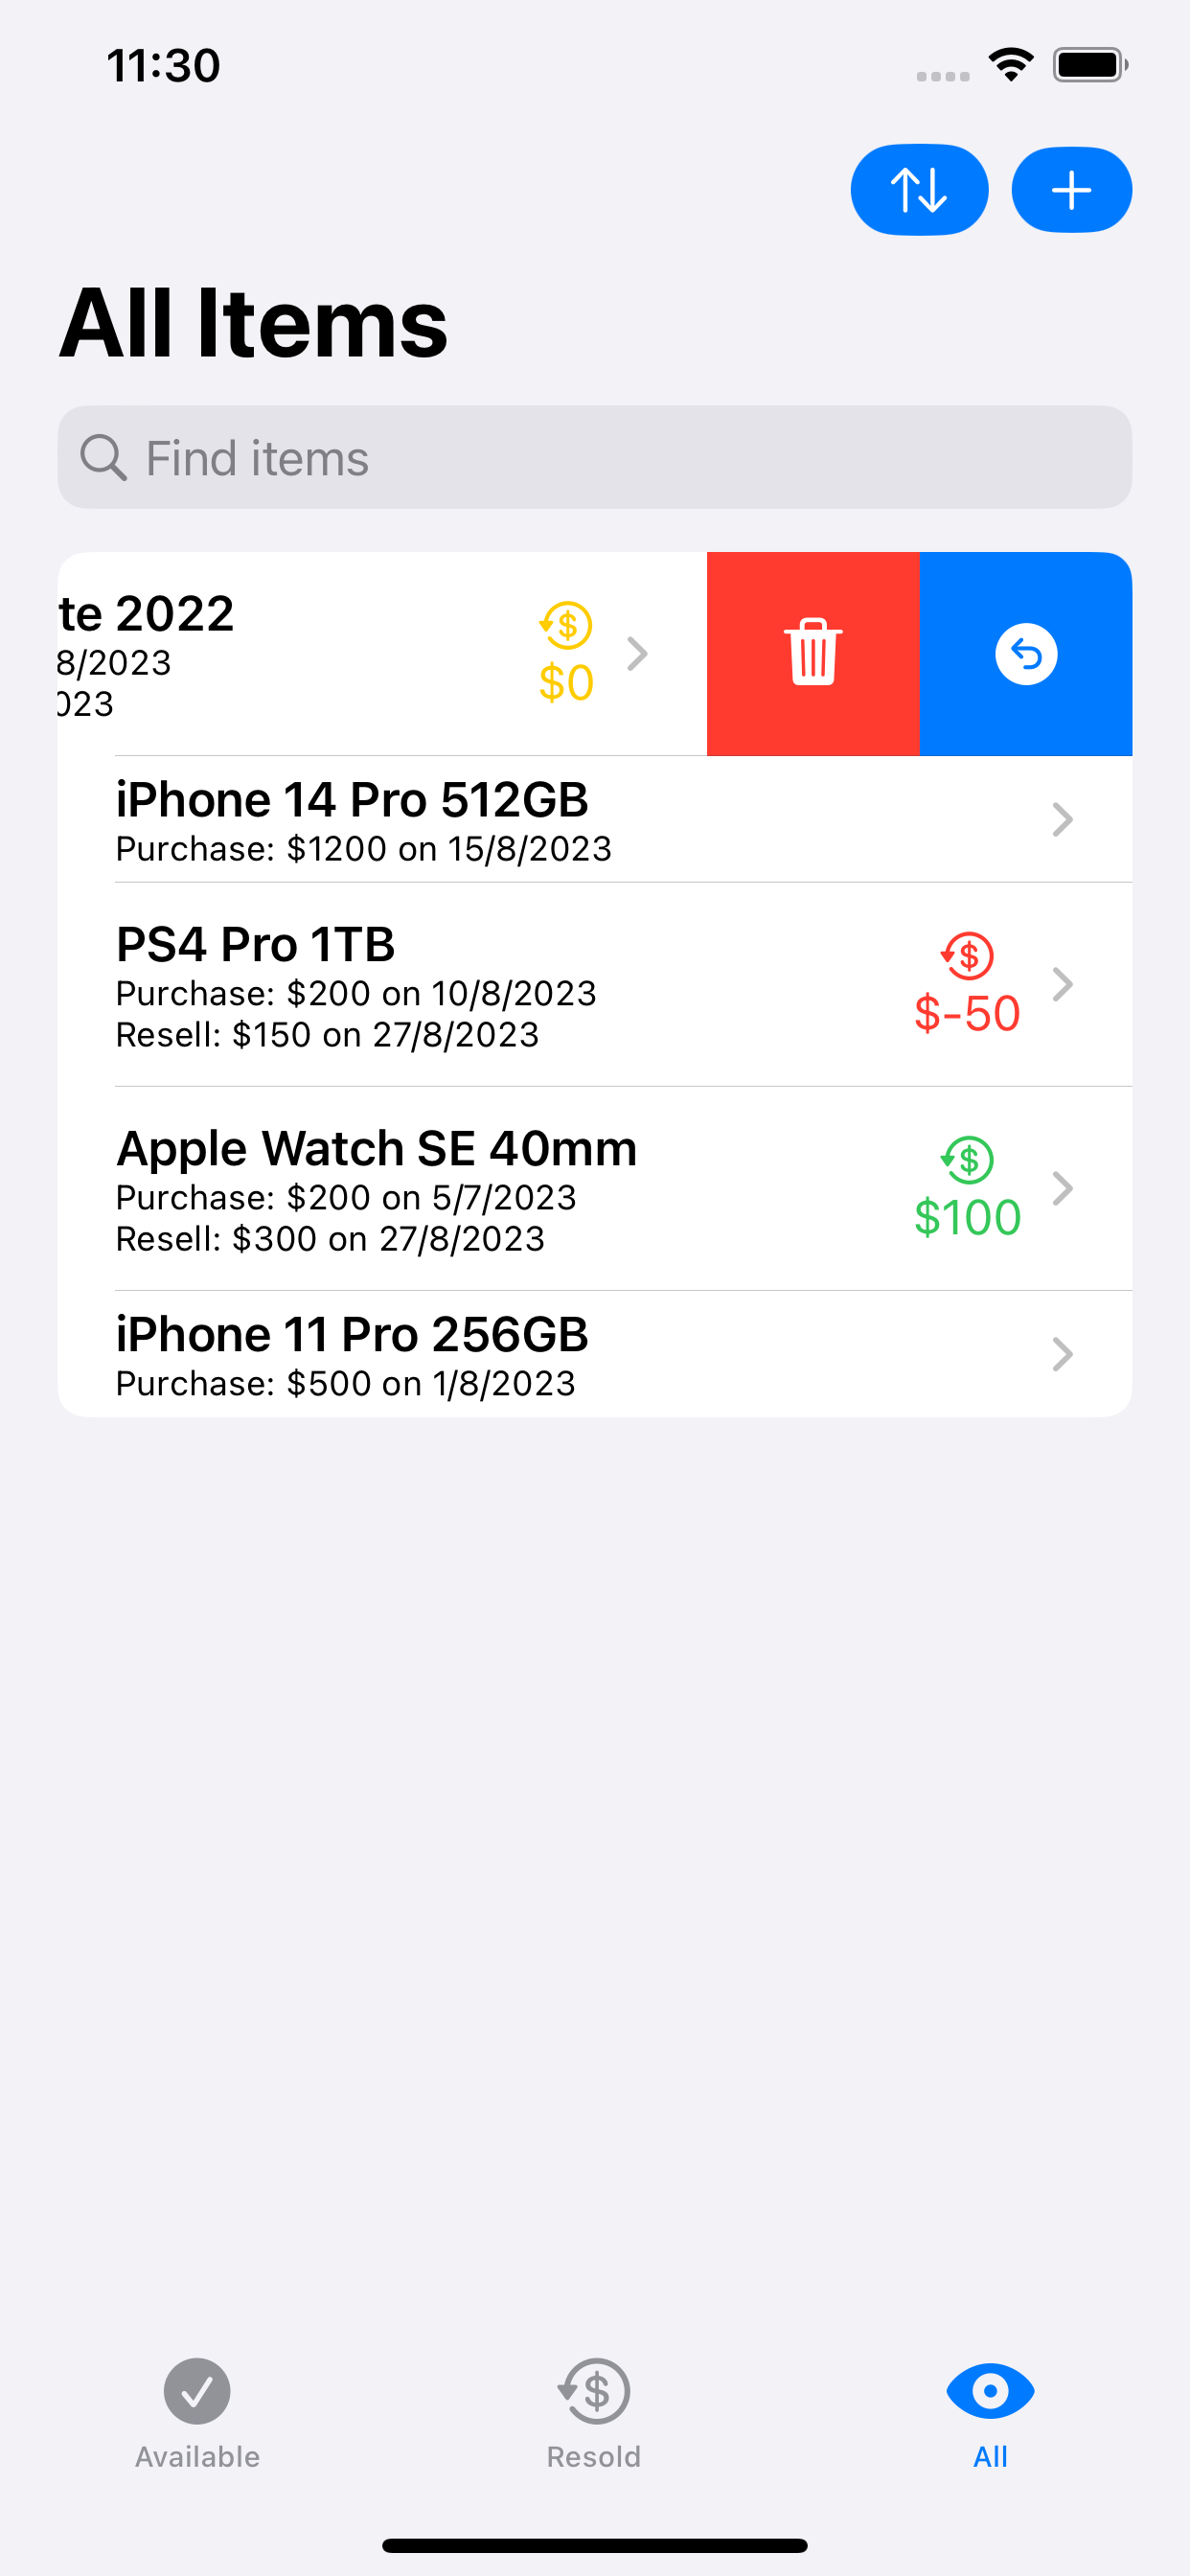 11:30
All Items
Find items
te 2022
8/2023
023
$0
iPhone 14 Pro 512GB
Purchase: $1200 on 15/8/2023
PS4 Pro 1TB
Purchase: $200 on 10/8/2023
Resell: $150 on 27/8/2023
$-50
Apple Watch SE 40mm
Purchase: $200 on 5/7/2023
Resell: $300 on 27/8/2023
$100
iPhone 11 Pro 256GB
Purchase: $500 on 1/8/2023
Available
Resold
All